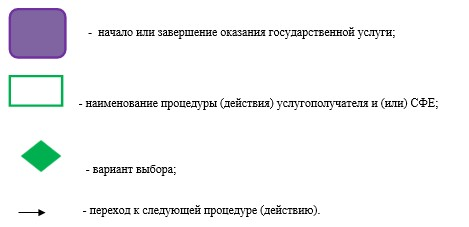 - начало или завершение оказания государственной услуги;
- наименование процедуры (действия) услугополучателя и (или) СФЕ;
- вариант выбора;
- переход к следующей процедуре (действию).